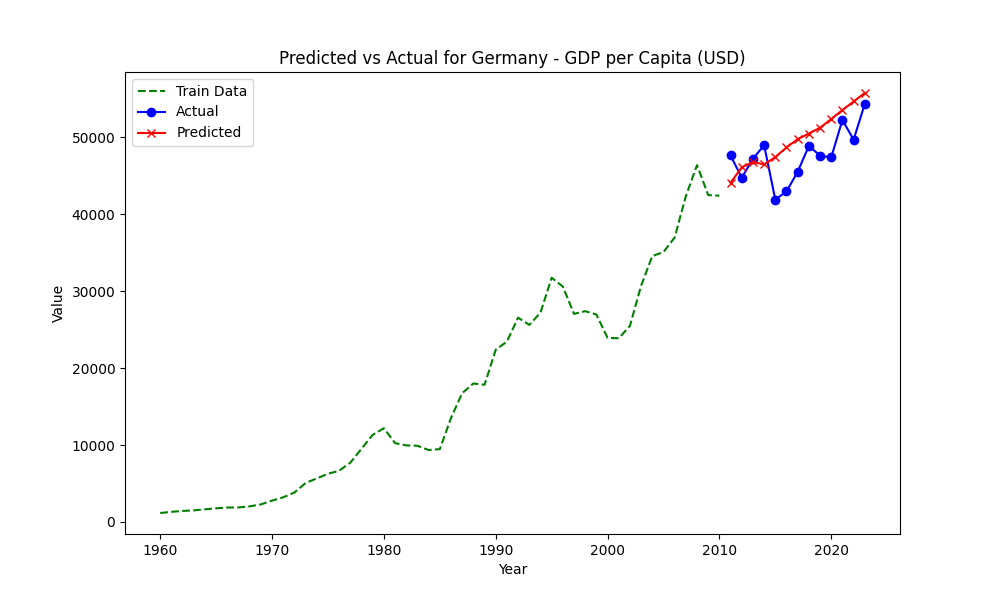 Predicted vs Actual for Germany - GDP per Capita (USD)
Train Data
Actual
Predicted
Value
50000
40000
30000
20000
10000
0
1960
1970
1980
1990
2000
2010
2020
Year